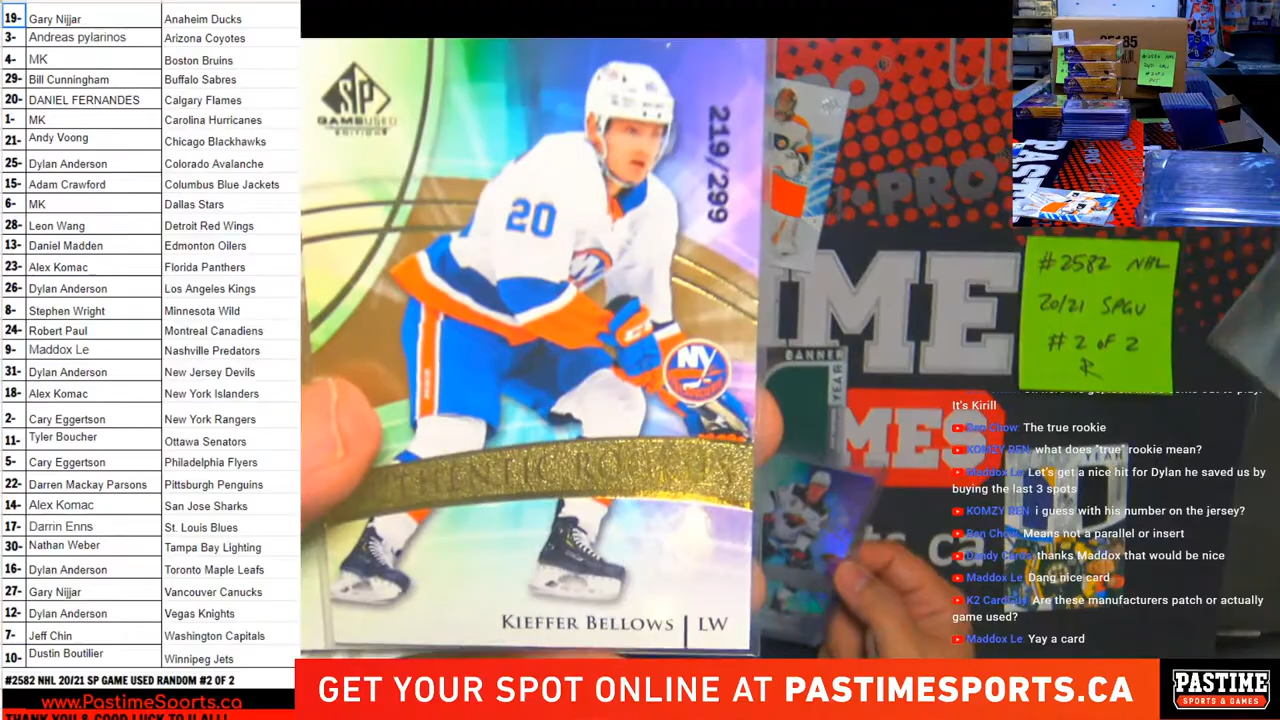 19- Gary Nijjar Anaheim Ducks
3- Andreas pylarinos Arizona Coyotes
4- MK Boston Bruins
29- Bill Cunningham Buffalo Sabres
20- DANIEL FERNANDES Calgary Flames
1- MK Carolina Hurricanes
21- Andy Voong Chicago Blackhawks
25- Dylan Anderson Colorado Avalanche
15- Adam Crawford Columbus Blue Jackets
6- MK Dallas Stars
28- Leon Wang Detroit Red Wings
13- Daniel Madden Edmonton Oilers
23- Alex Komac Florida Panthers
26- Dylan Anderson Los Angeles Kings
8- Stephen Wright Minnesota Wild
24- Robert Paul Montreal Canadiens
9- Maddox Le Nashville Predators
31- Dylan Anderson New Jersey Devils
18- Alex Komac New York Islanders
2- Cary Eggertson New York Rangers
11- Tyler Boucher Ottawa Senators
5- Cary Eggertson Philadelphia Flyers
22- Darren Mackay Parsons Pittsburgh Penguins
14- Alex Komac San Jose Sharks
17- Darrin Enns St. Louis Blues
30- Nathan Weber Tampa Bay Lighting
16- Dylan Anderson Toronto Maple Leafs
27- Gary Nijjar Vancouver Canucks
12- Dylan Anderson Vegas Knights
7- Jeff Chin Washington Capitals
10- Dustin Boutilier Winnipeg Jets
#2582 NHL 20/21 SP GAME USED RANDOM #2 OF 2
www.PastimeSports.ca
THANK YOU & GOOD LUCK TO U ALL!
SP
GAME USED
EDITION
219/299
20
NY
KIEFFER BELLOWS | LW
PRO
IME
MES
BANNER
YEAR
#2582 NHL
20/21 SPGU
#2 OF 2
R
It's Kirill
Ben Chow: The true rookie
KOMZY REN: what does "true" rookie mean?
Maddox Le: Let's get a nice hit for Dylan he saved us by
buying the last 3 spots
KOMZY REN: i guess with his number on the jersey?
Ben Chow: Means not a parallel or insert
Dandy Cards: thanks Maddox that would be nice
Maddox Le: Dang nice card
Are these manufacturers patch or actually
game used?
Maddox Le: Yay a card
GET YOUR SPOT ONLINE AT PASTIMESPORTS.CA
PASTIME
SPORTS & GAMES